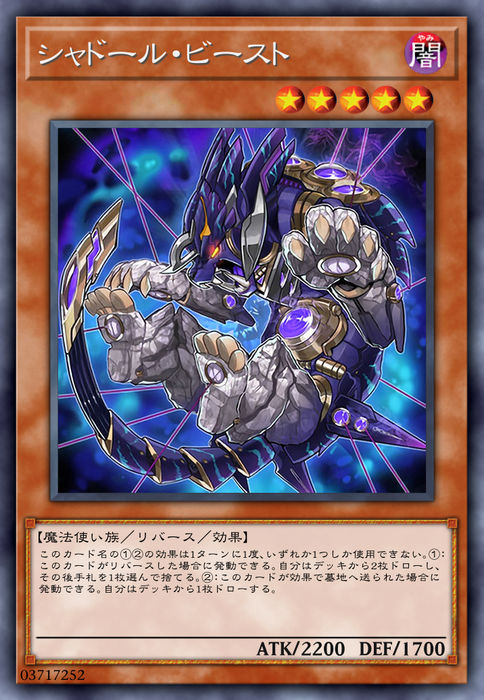 シャドール・ビースト
やみ
闇
【魔法使い族／リバース／効果】
このカード名の①②の効果は1ターンに1度、いずれか1つしか使用できない。①:
このカードがリバースした場合に発動できる。自分はデッキから2枚ドローし、
その後手札を1枚選んで捨てる。②:このカードが効果で墓地へ送られた場合に
発動できる。自分はデッキから1枚ドローする。
ATK/2200 DEF/1700
03717252